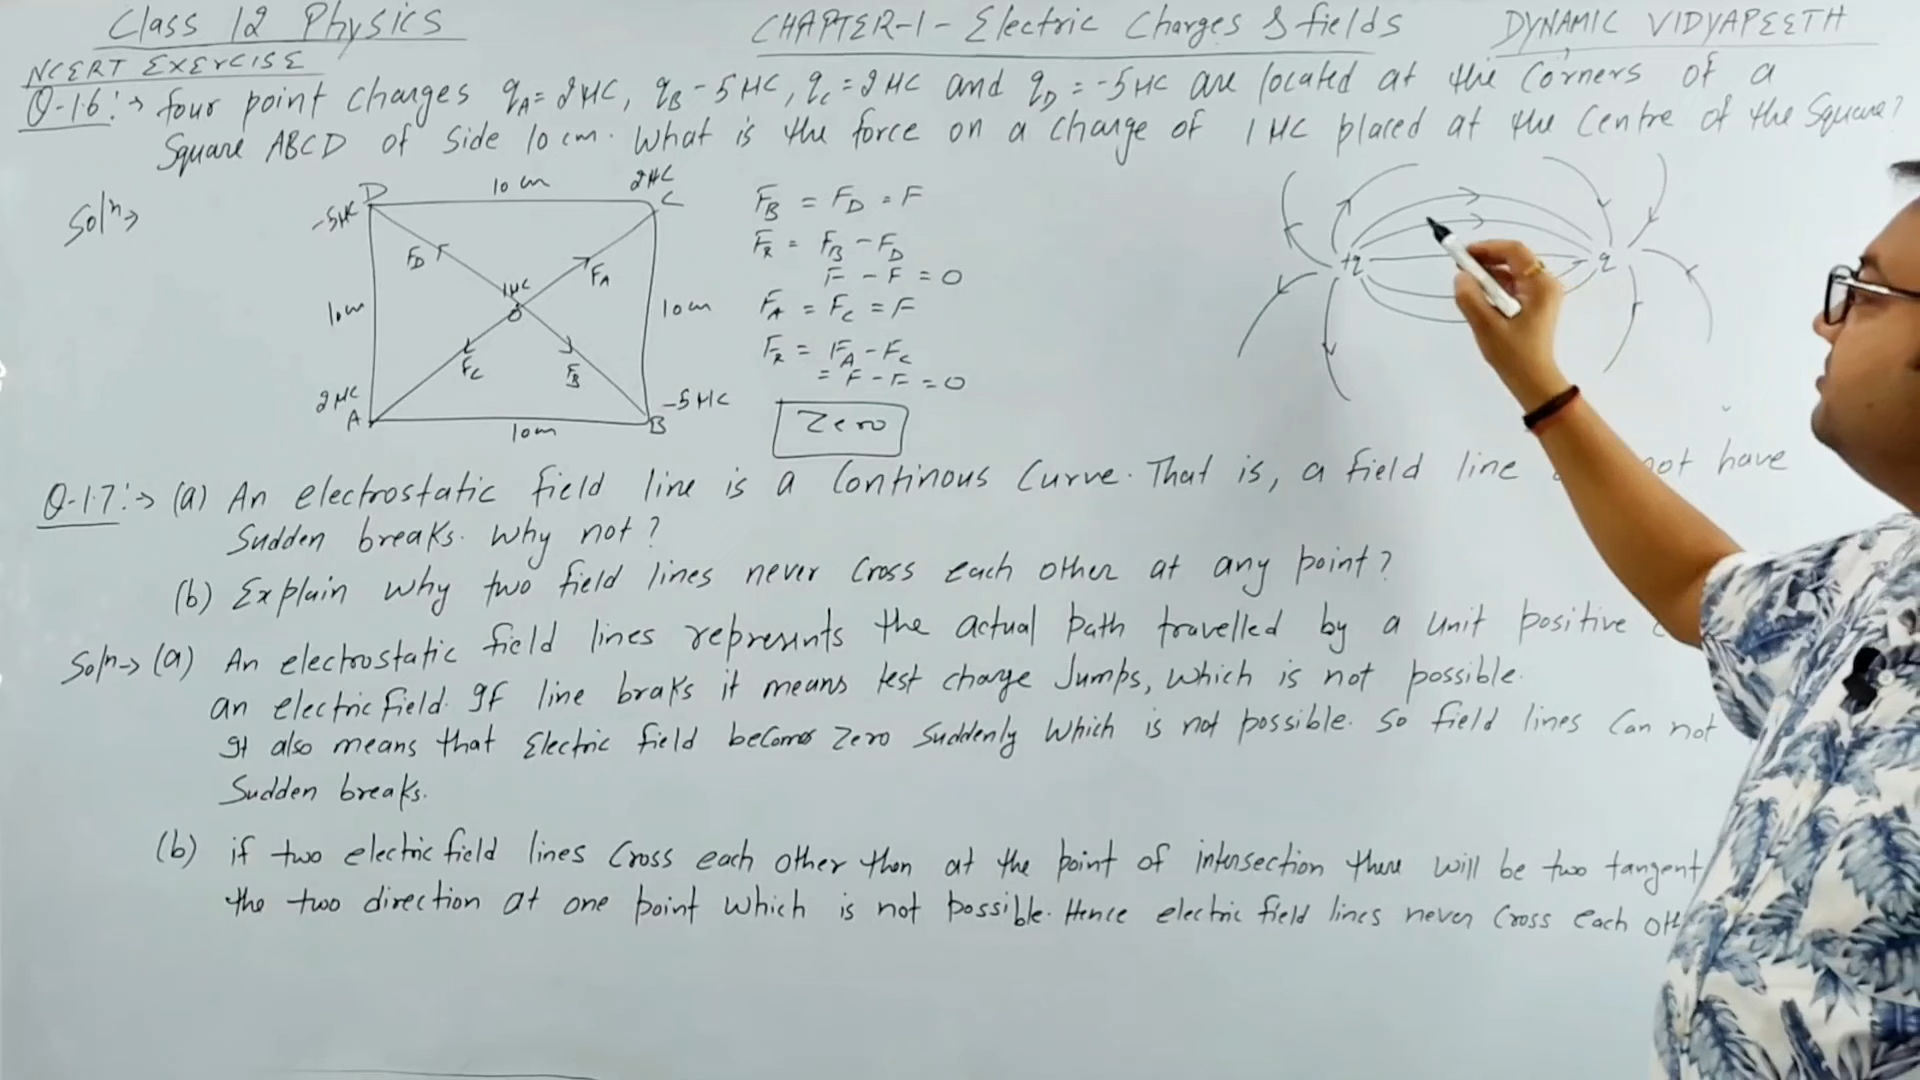 Class 12 Physics
CHAPTER-1 - Electric Charges & fields
DYNAMIC VIDYAPEETH
NCERT EXERCISE
Q-1.6:→ four point charges qA = 2µC, qB - 5µC, qC = 2µC and qD = -5µC are located at the Corners of a
Square ABCD of side 10 cm. What is the force on a charge of 1µC placed at the Centre of the Square?
Solⁿ→
D
10 cm
2µC
C
-5µC
FD
FA
1µC
O
10cm
10cm
FC
FB
2µC
A
10cm
B
-5µC
FB = FD = F
FR = FB - FD
F - F = 0
FA = FC = F
FR = FA - FC
= F - F = 0
Zero
+q
q
Q-1.7:→ (a) An electrostatic field line is a Continous Curve. That is, a field line not have
Sudden breaks. Why not?
(b) Explain why two field lines never Cross each other at any point?
Solⁿ→ (a) An electrostatic field lines represents the actual path travelled by a unit positive
an electric field. If line braks it means test charge Jumps, which is not possible.
It also means that Electric field becomes Zero Suddenly which is not possible. So field lines Can not
Sudden breaks.
(b) if two electric field lines Cross each other then at the point of intersection there will be two tangent
the two direction at one point which is not possible. Hence electric field lines never Cross each oth